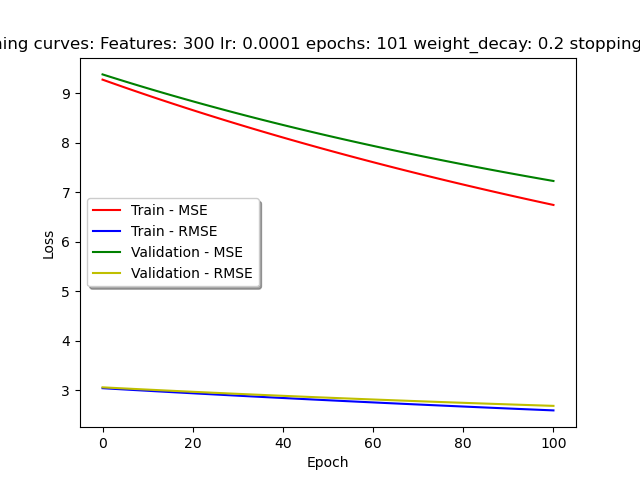 curves: Features: 300 lr: 0.0001 epochs: 101 weight_decay: 0.2 stopping
9
8
7
6
5
4
3
Loss
Train - MSE
Train - RMSE
Validation - MSE
Validation - RMSE
0 20 40 60 80 100
Epoch